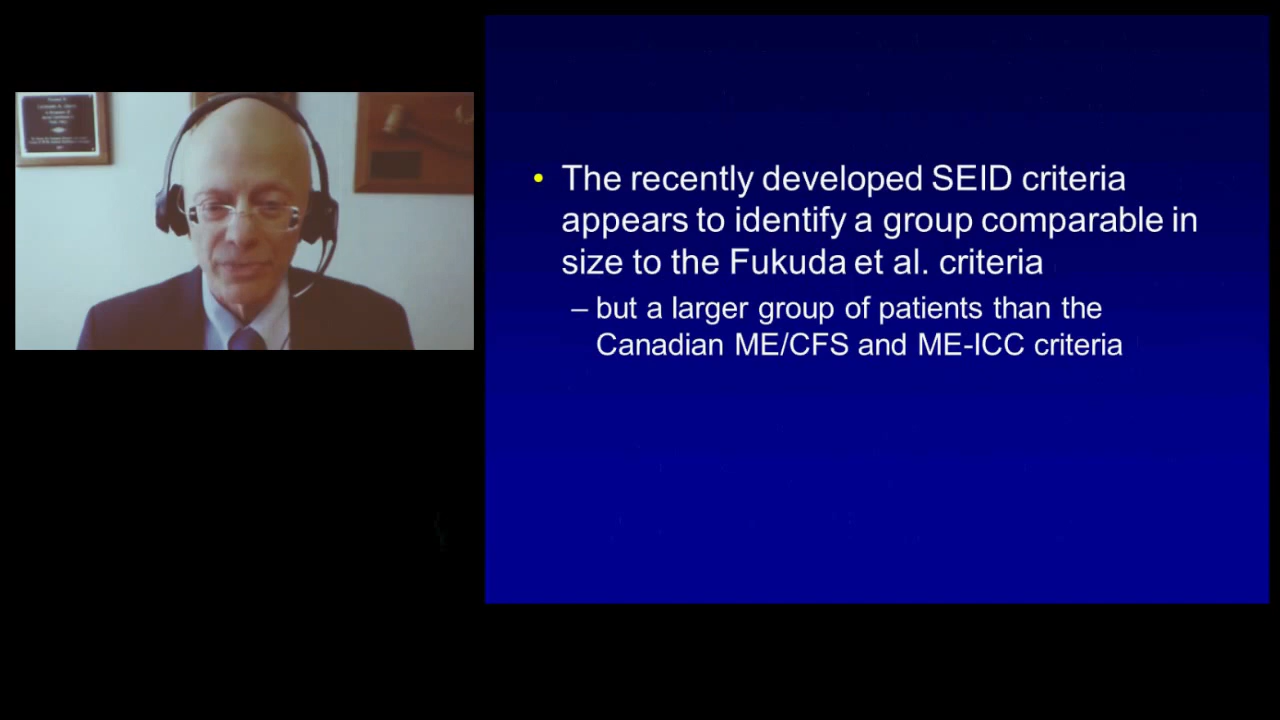 • The recently developed SEID criteria
appears to identify a group comparable in
size to the Fukuda et al. criteria
– but a larger group of patients than the
Canadian ME/CFS and ME-ICC criteria